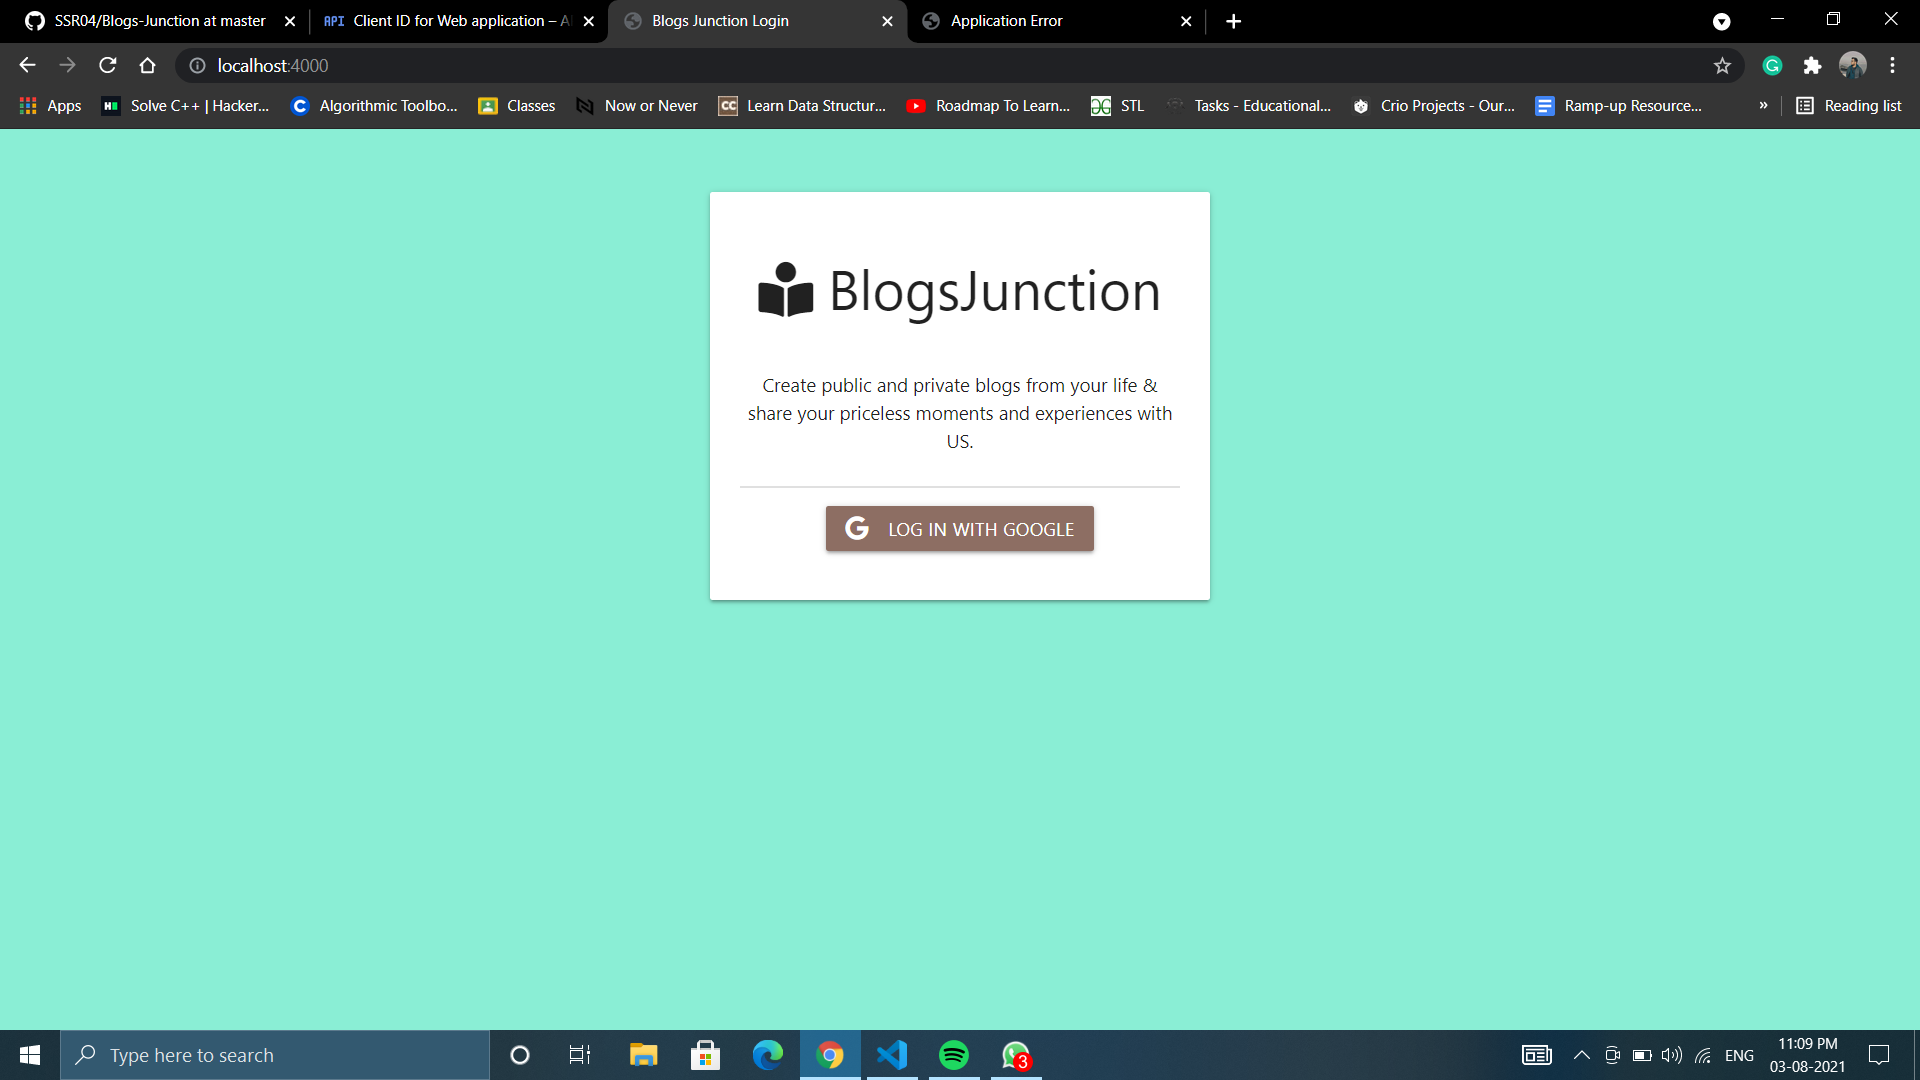 SSR04/Blogs-Junction at master
API Client ID for Web application – A
Blogs Junction Login
Application Error
localhost:4000
Apps
H Solve C++ | Hacker...
C Algorithmic Toolbo...
Classes
Now or Never
CC Learn Data Structur...
Roadmap To Learn...
STL
Tasks - Educational...
Crio Projects - Our...
Ramp-up Resource...
»
Reading list
BlogsJunction
Create public and private blogs from your life &
share your priceless moments and experiences with
US.
G LOG IN WITH GOOGLE
Type here to search
3
ENG
11:09 PM
03-08-2021